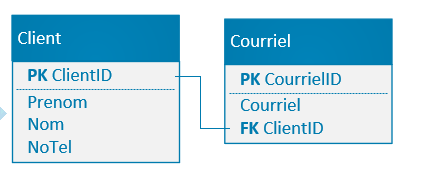 Client
PK ClientID
Prenom
Nom
NoTel
Courriel
PK CourrielID
Courriel
FK ClientID